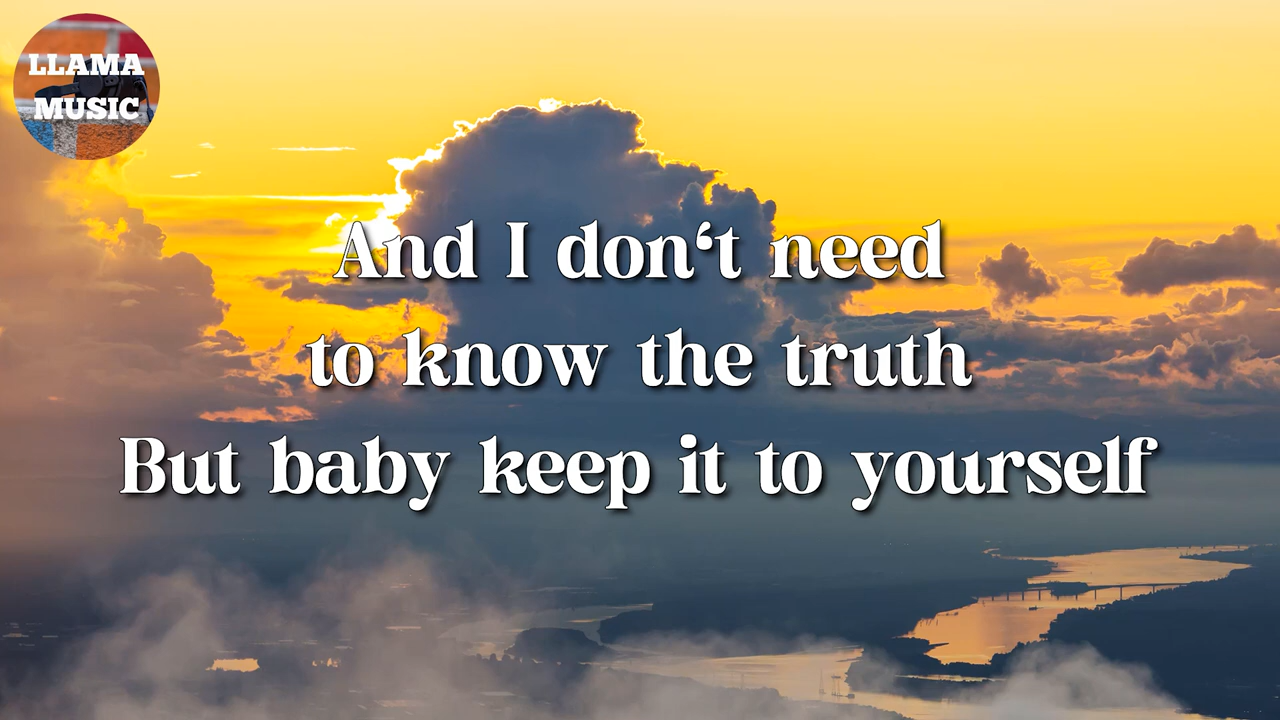 LLAMA
MUSIC
And I don‘t need
to know the truth
But baby keep it to yourself